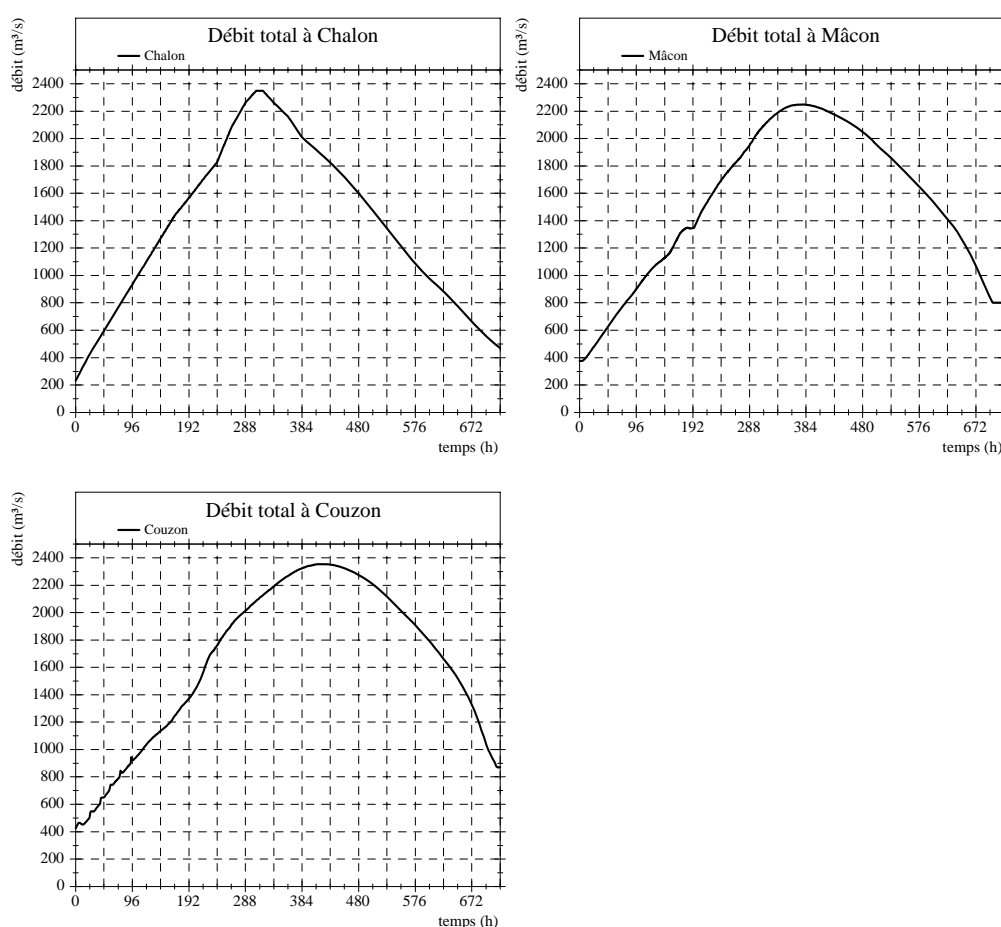 Débit total à Chalon
Chalon
débit (m³/s)
2400
2200
2000
1800
1600
1400
1200
1000
800
600
400
200
0
0 96 192 288 384 480 576 672
temps (h)
Débit total à Mâcon
Mâcon
débit (m³/s)
2400
2200
2000
1800
1600
1400
1200
1000
800
600
400
200
0
0 96 192 288 384 480 576 672
temps (h)
Débit total à Couzon
Couzon
débit (m³/s)
2400
2200
2000
1800
1600
1400
1200
1000
800
600
400
200
0
0 96 192 288 384 480 576 672
temps (h)